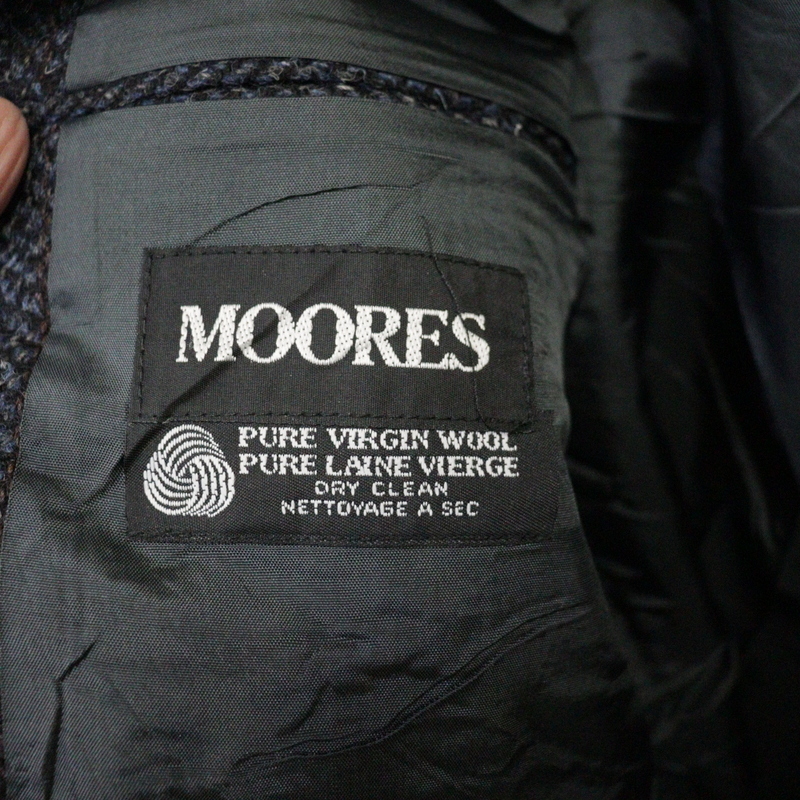 MOORES
PURE VIRGIN WOOL
PURE LAINE VIERGE
DRY CLEAN
NETTOYAGE A SEC